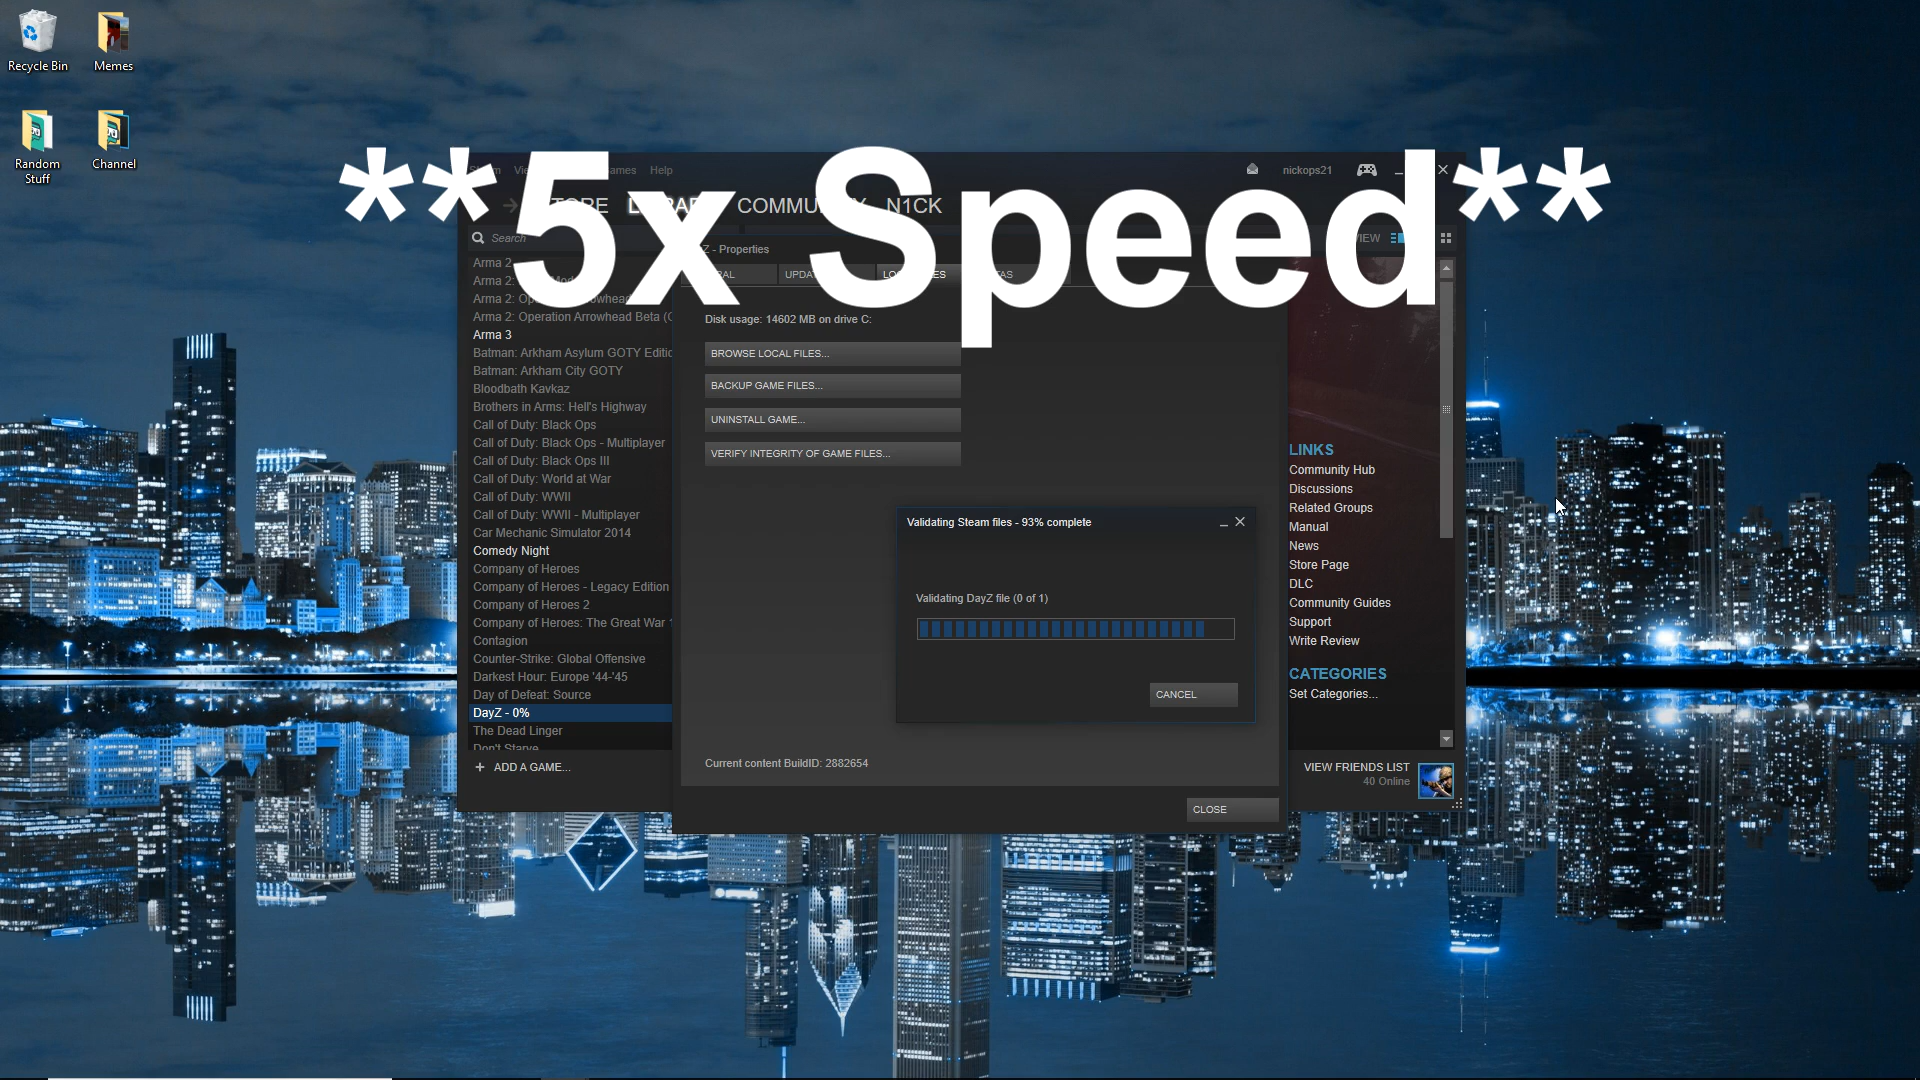 Recycle Bin
Memes
Random
Stuff
Channel
**5x Speed**
Help
nickops21
COMMU
N1CK
Search
Z - Properties
Disk usage: 14602 MB on drive C:
BROWSE LOCAL FILES...
BACKUP GAME FILES...
UNINSTALL GAME...
VERIFY INTEGRITY OF GAME FILES...
Arma 2
Arma 2:
Arma 2:
Arma 2: Operation Arrowhead Beta (
Arma 3
Batman: Arkham Asylum GOTY Editi
Batman: Arkham City GOTY
Bloodbath Kavkaz
Brothers in Arms: Hell's Highway
Call of Duty: Black Ops
Call of Duty: Black Ops - Multiplayer
Call of Duty: Black Ops III
Call of Duty: World at War
Call of Duty: WWII
Call of Duty: WWII - Multiplayer
Car Mechanic Simulator 2014
Comedy Night
Company of Heroes
Company of Heroes - Legacy Edition
Company of Heroes 2
Company of Heroes: The Great War
Contagion
Counter-Strike: Global Offensive
Darkest Hour: Europe '44-'45
Day of Defeat: Source
DayZ - 0%
The Dead Linger
Don't Starve
+ ADD A GAME...
Validating Steam files - 93% complete
Validating DayZ file (0 of 1)
CANCEL
Current content BuildID: 2882654
CLOSE
LINKS
Community Hub
Discussions
Related Groups
Manual
News
Store Page
DLC
Community Guides
Support
Write Review
CATEGORIES
Set Categories...
VIEW FRIENDS LIST
40 Online